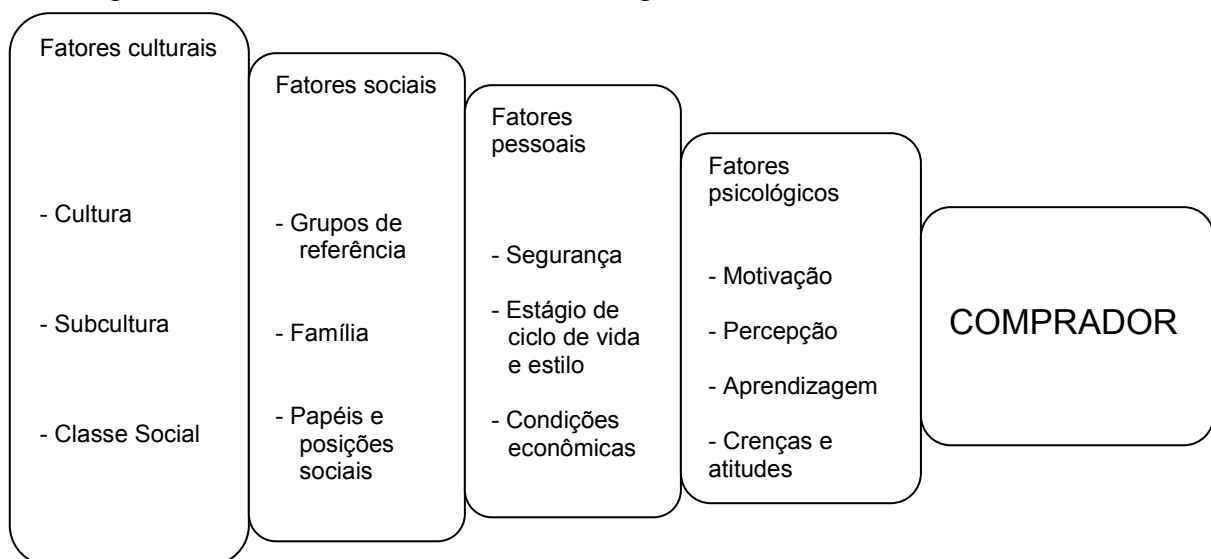 Fatores culturais
- Cultura
- Subcultura
- Classe Social
Fatores sociais
- Grupos de
referência
- Família
- Papéis e
posições
sociais
Fatores
pessoais
- Segurança
- Estágio de
ciclo de vida
e estilo
- Condições
econômicas
Fatores
psicológicos
- Motivação
- Percepção
- Aprendizagem
- Crenças e
atitudes
COMPRADOR